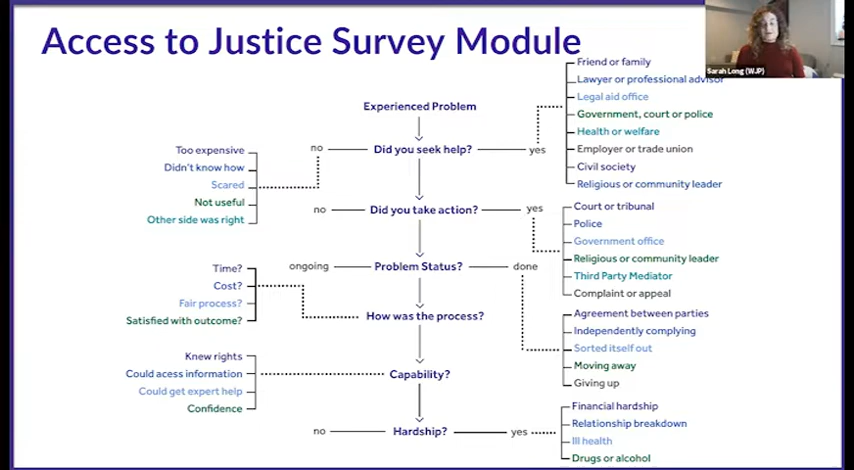 Access to Justice Survey Module
Sarah Long (WJP)
Experienced Problem
Did you seek help?
no
yes
Too expensive
Didn't know how
Scared
Not useful
Other side was right
Friend or family
Lawyer or professional advisor
Legal aid office
Government, court or police
Health or welfare
Employer or trade union
Civil society
Religious or community leader
Did you take action?
no
yes
Court or tribunal
Police
Government office
Religious or community leader
Third Party Mediator
Complaint or appeal
Problem Status?
ongoing
done
Agreement between parties
Independently complying
Sorted itself out
Moving away
Giving up
How was the process?
Time?
Cost?
Fair process?
Satisfied with outcome?
Capability?
Knew rights
Could acess information
Could get expert help
Confidence
Hardship?
no
yes
Financial hardship
Relationship breakdown
Ill health
Drugs or alcohol